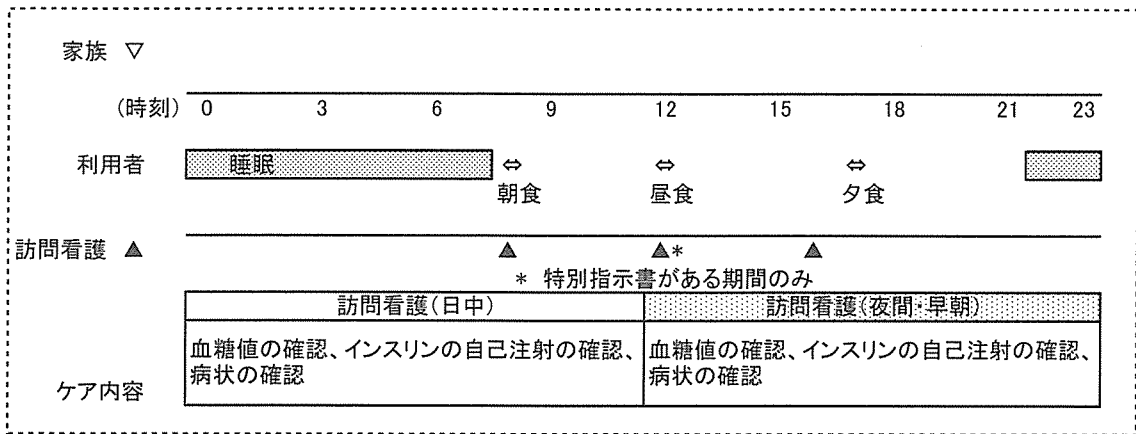 家族 ▽
(時刻) 0 3 6 9 12 15 18 21 23
利用者 睡眠 ⇔ ⇔ ⇔
朝食 昼食 夕食
訪問看護 ▲ ▲ ▲* ▲
* 特別指示書がある期間のみ
訪問看護(日中) 訪問看護(夜間・早朝)
ケア内容
血糖値の確認、インスリンの自己注射の確認、
病状の確認
血糖値の確認、インスリンの自己注射の確認、
病状の確認